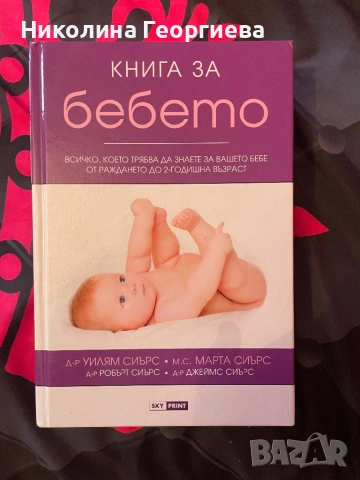 Николина Георгиева
КНИГА ЗА
бебето
ВСИЧКО, КОЕТО ТРЯБВА ДА ЗНАЕТЕ ЗА ВАШЕТО БЕБЕ
ОТ РАЖДАНЕТО ДО 2-ГОДИШНА ВЪЗРАСТ
Д-Р УИЛЯМ СИЪРС • М.С. МАРТА СИЪРС
Д-Р РОБЪРТ СИЪРС • Д-Р ДЖЕЙМС СИЪРС
SKY PRINT
BAZAR